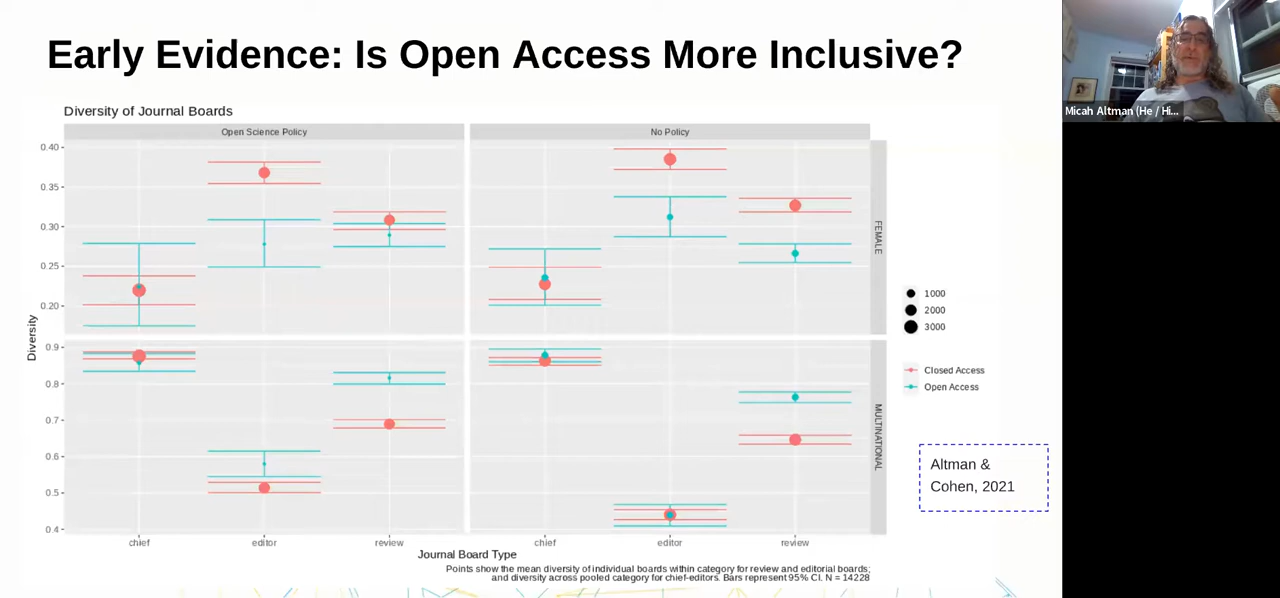 Early Evidence: Is Open Access More Inclusive?
Micah Altman (He / Hi...
Diversity of Journal Boards
Open Science Policy
No Policy
0.40
0.35
0.30
0.25
0.20
FEMALE
Diversity
0.9
0.8
0.7
0.6
0.5
0.4
MULTINATIONAL
1000
2000
3000
Closed Access
Open Access
Altman &
Cohen, 2021
chief editor review chief editor review
Journal Board Type
Points show the mean diversity of individual boards within category for review and editorial boards;
and diversity across pooled category for chief-editors. Bars represent 95% CI. N = 14228